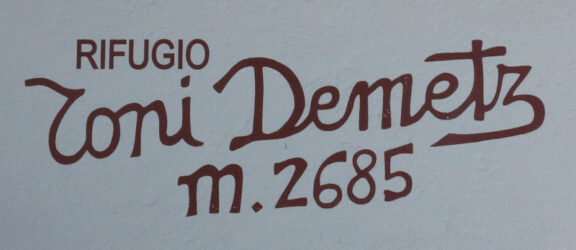 RIFUGIO
Toni Demetz
m. 2685